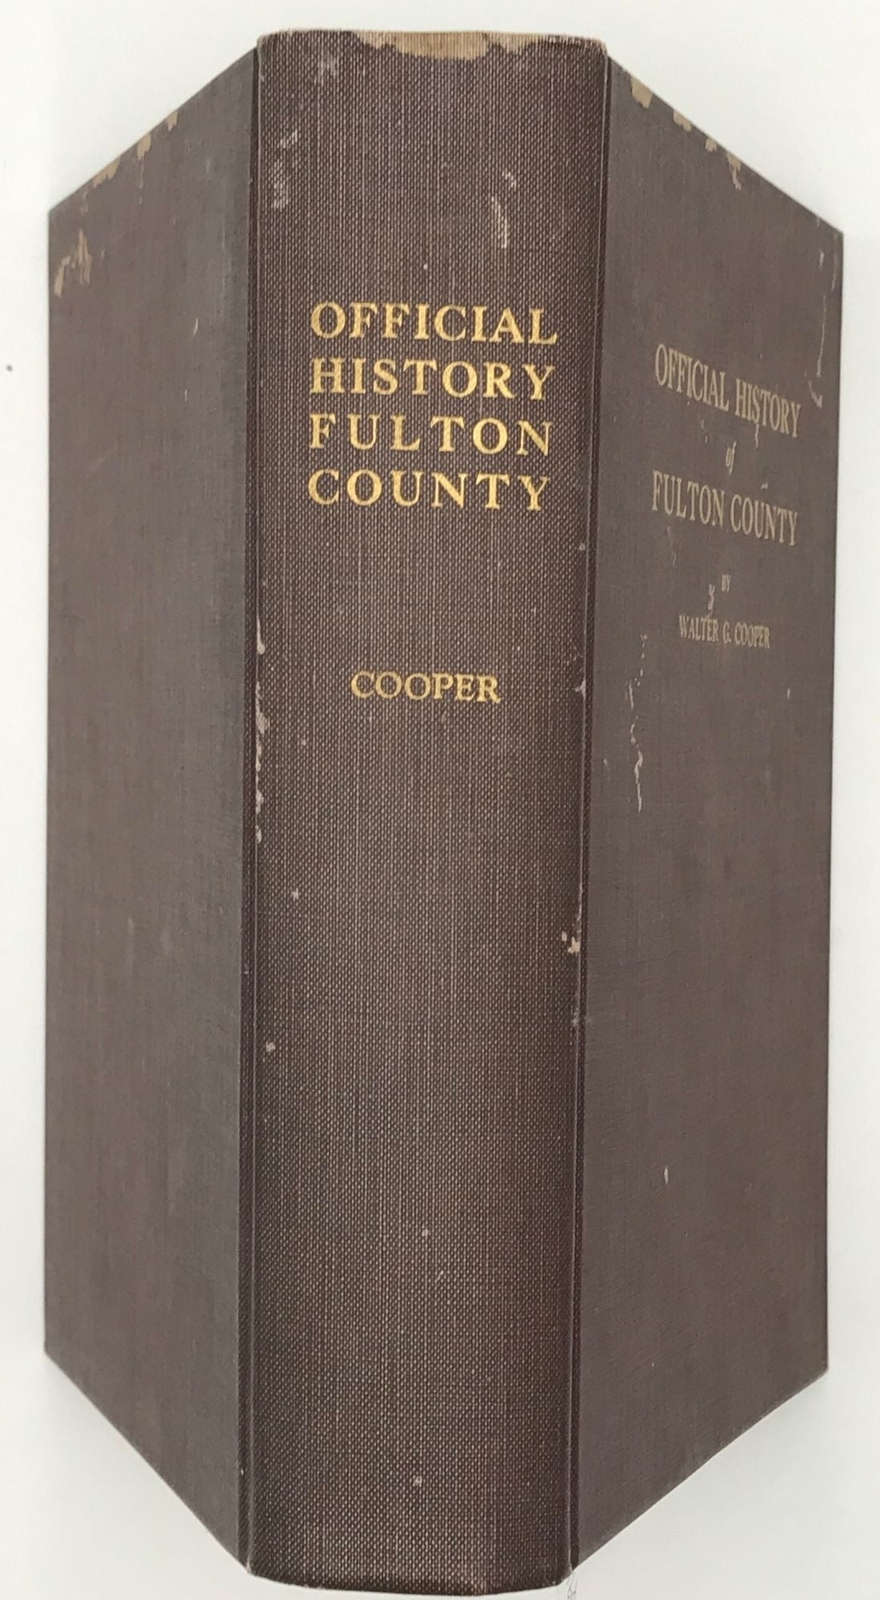 OFFICIAL
HISTORY
FULTON
COUNTY
COOPER
OFFICIAL HISTORY
of
FULTON COUNTY
BY
WALTER G. COOPER